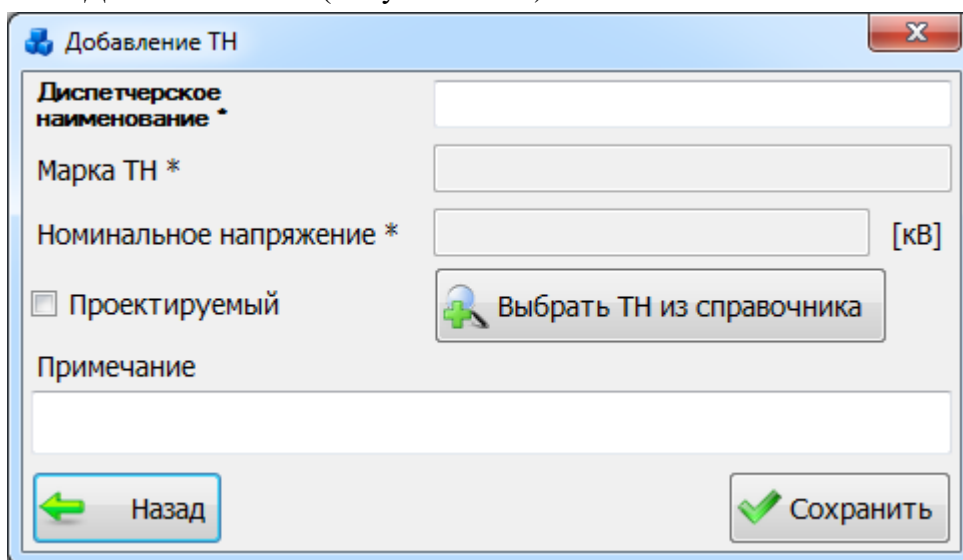 Добавление ТН
Диспетчерское
наименование *
Марка ТН *
Номинальное напряжение * [кВ]
Проектируемый Выбрать ТН из справочника
Примечание
Назад Сохранить